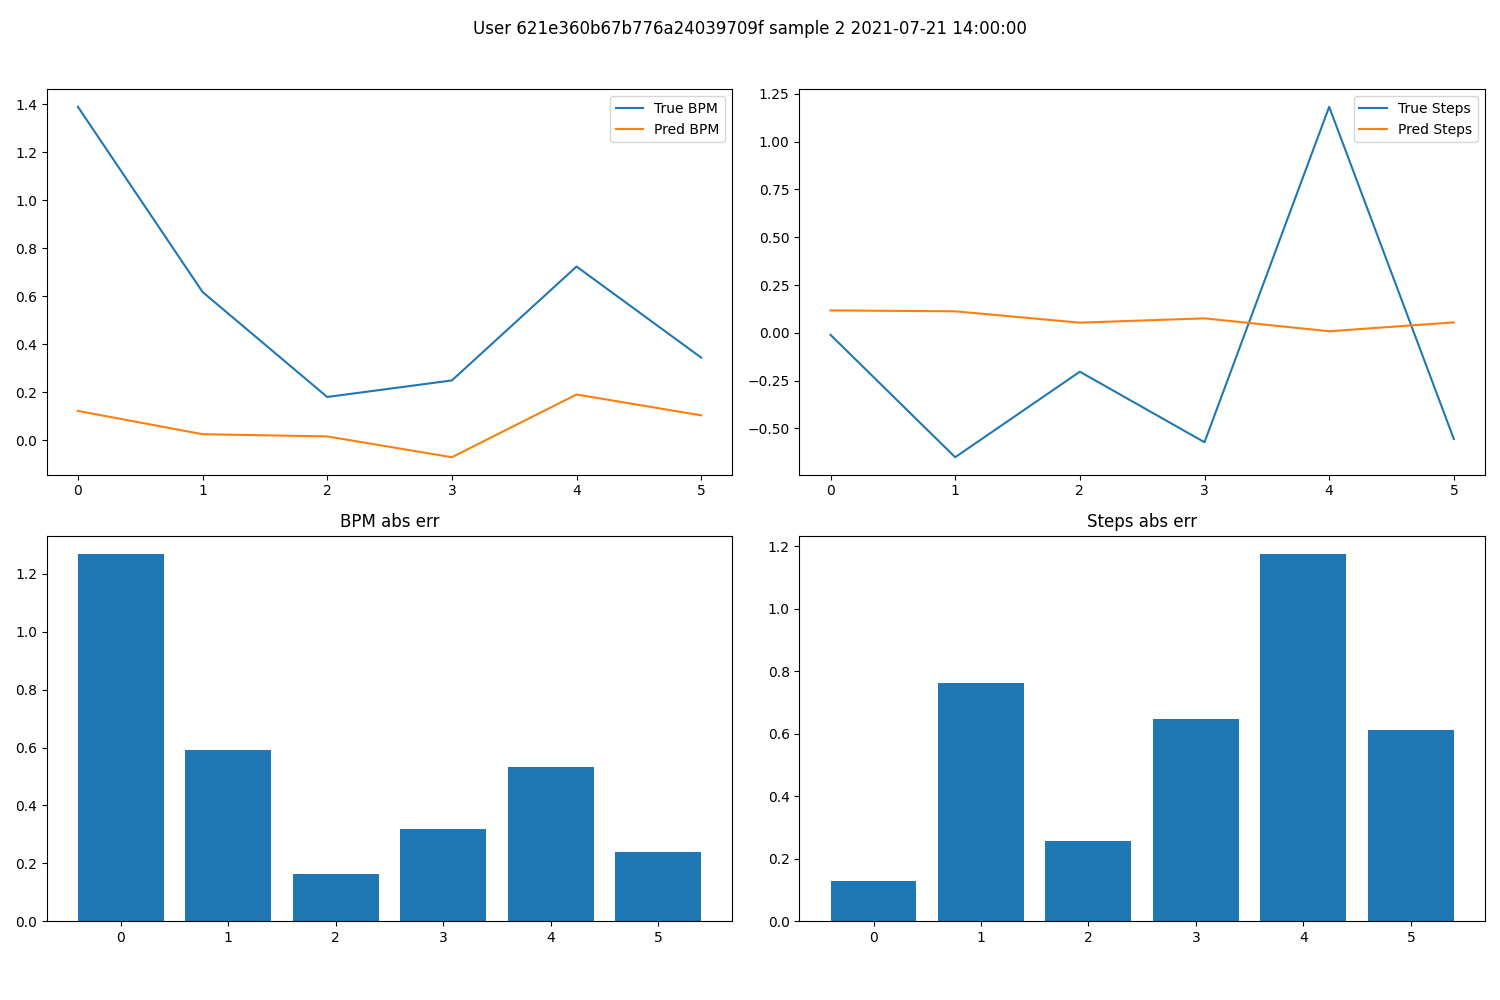 User 621e360b67b776a24039709f sample 2 2021-07-21 14:00:00
1.4
1.2
1.0
0.8
0.6
0.4
0.2
0.0
0 1 2 3 4 5
True BPM
Pred BPM
1.25
1.00
0.75
0.50
0.25
0.00
−0.25
−0.50
0 1 2 3 4 5
True Steps
Pred Steps
BPM abs err
1.2
1.0
0.8
0.6
0.4
0.2
0.0
0 1 2 3 4 5
Steps abs err
1.2
1.0
0.8
0.6
0.4
0.2
0.0
0 1 2 3 4 5